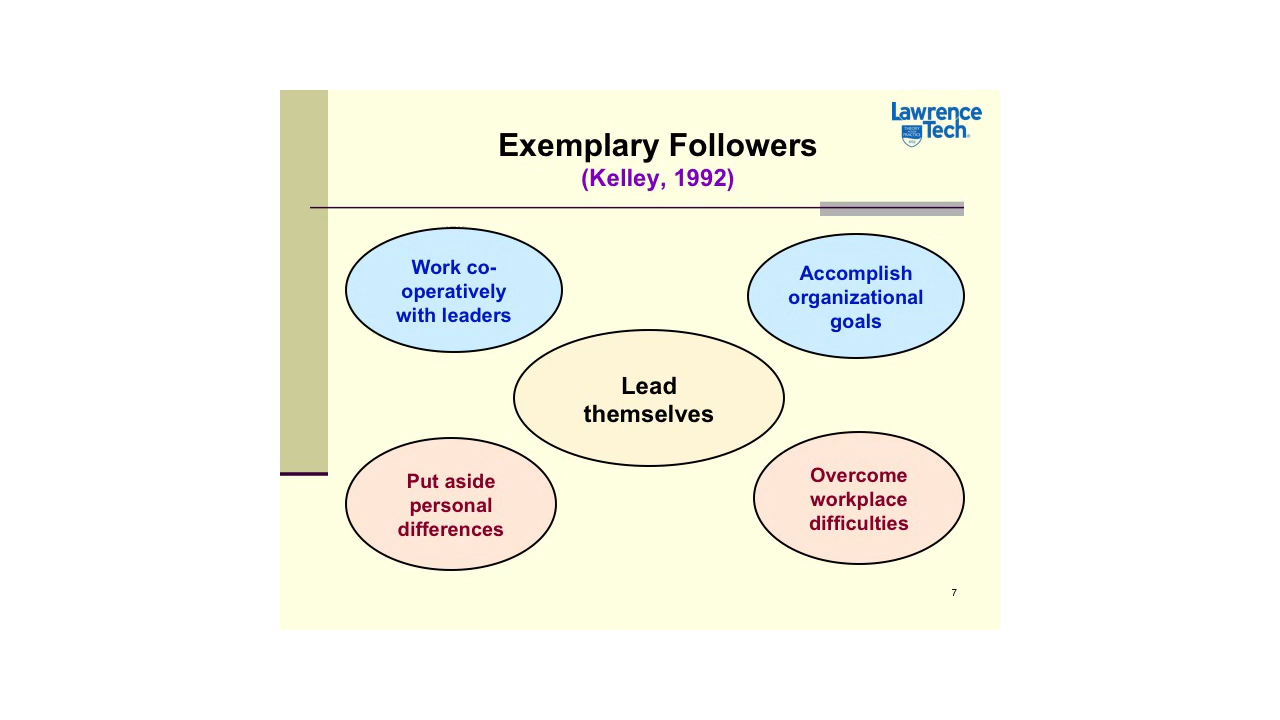 Lawrence
Tech
Exemplary Followers
(Kelley, 1992)
Work co-
operatively
with leaders
Accomplish
organizational
goals
Lead
themselves
Put aside
personal
differences
Overcome
workplace
difficulties
7